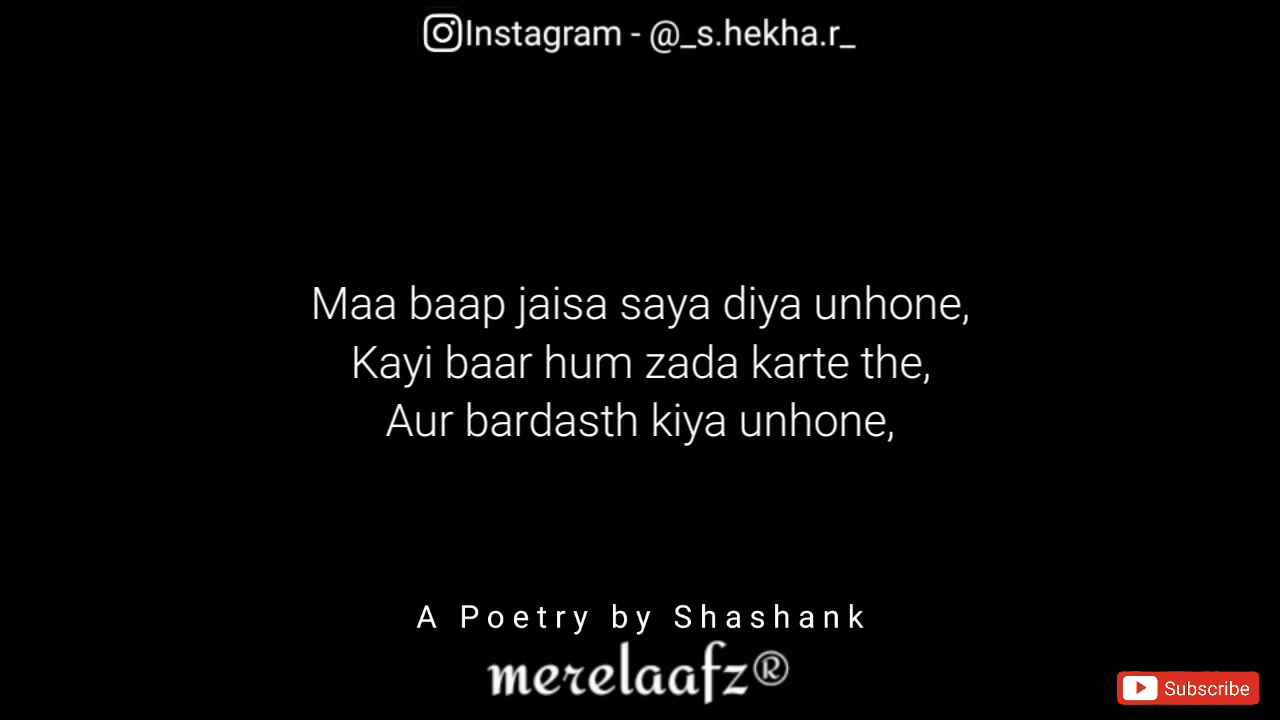 Instagram - @_s.hekha.r_
Maa baap jaisa saya diya unhone,
Kayi baar hum zada karte the,
Aur bardasth kiya unhone,
A Poetry by Shashank
merelaafz®
Subscribe